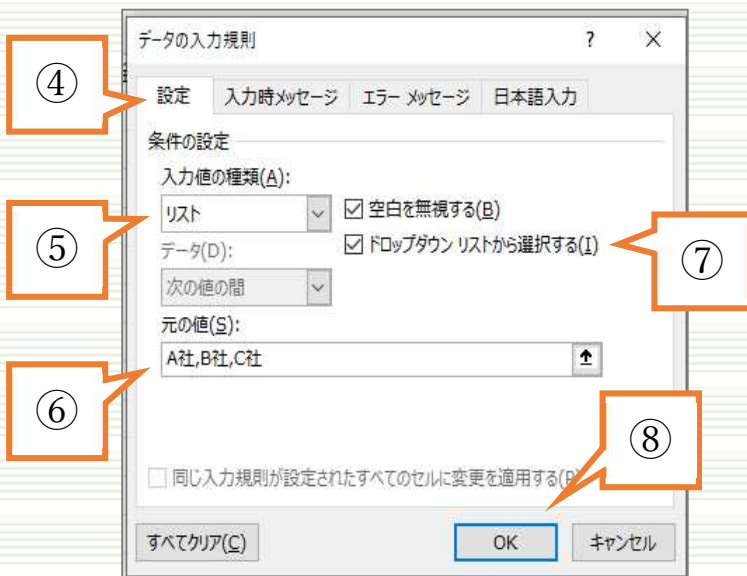 データの入力規則 ?
④
設定 入力時メッセージ エラー メッセージ 日本語入力
条件の設定
入力値の種類(A):
リスト 空白を無視する(B)
⑤
データ(D): ドロップダウン リストから選択する(I)
⑦
次の値の間
元の値(S):
A社,B社,C社
⑥
⑧
同じ入力規則が設定されたすべてのセルに変更を適用する(P)
すべてクリア(C) OK キャンセル